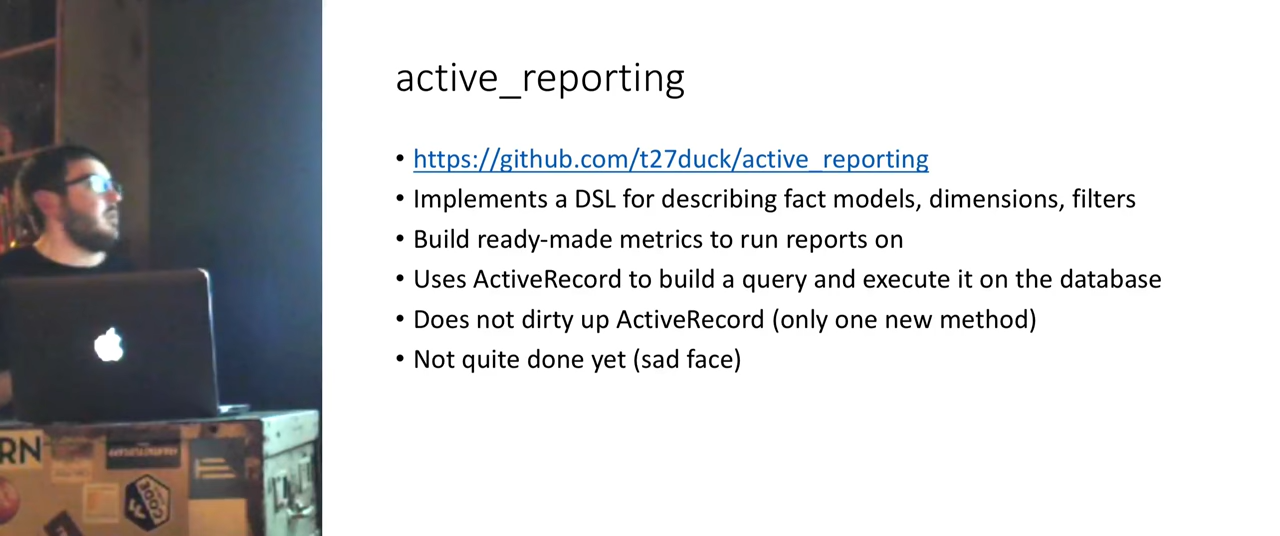 active_reporting
• https://github.com/t27duck/active_reporting
• Implements a DSL for describing fact models, dimensions, filters
• Build ready-made metrics to run reports on
• Uses ActiveRecord to build a query and execute it on the database
• Does not dirty up ActiveRecord (only one new method)
• Not quite done yet (sad face)
RN
CODE